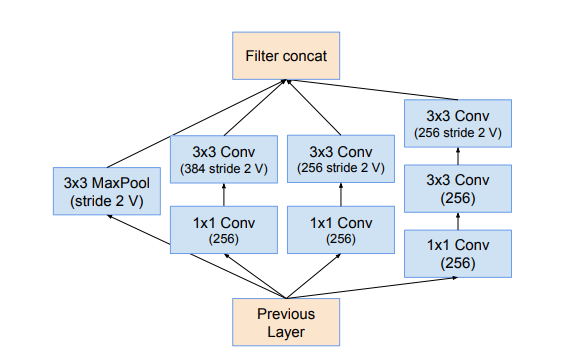 Filter concat
3x3 Conv
(256 stride 2 V)
3x3 Conv
(384 stride 2 V)
3x3 Conv
(256 stride 2 V)
3x3 MaxPool
(stride 2 V)
3x3 Conv
(256)
1x1 Conv
(256)
1x1 Conv
(256)
1x1 Conv
(256)
Previous
Layer